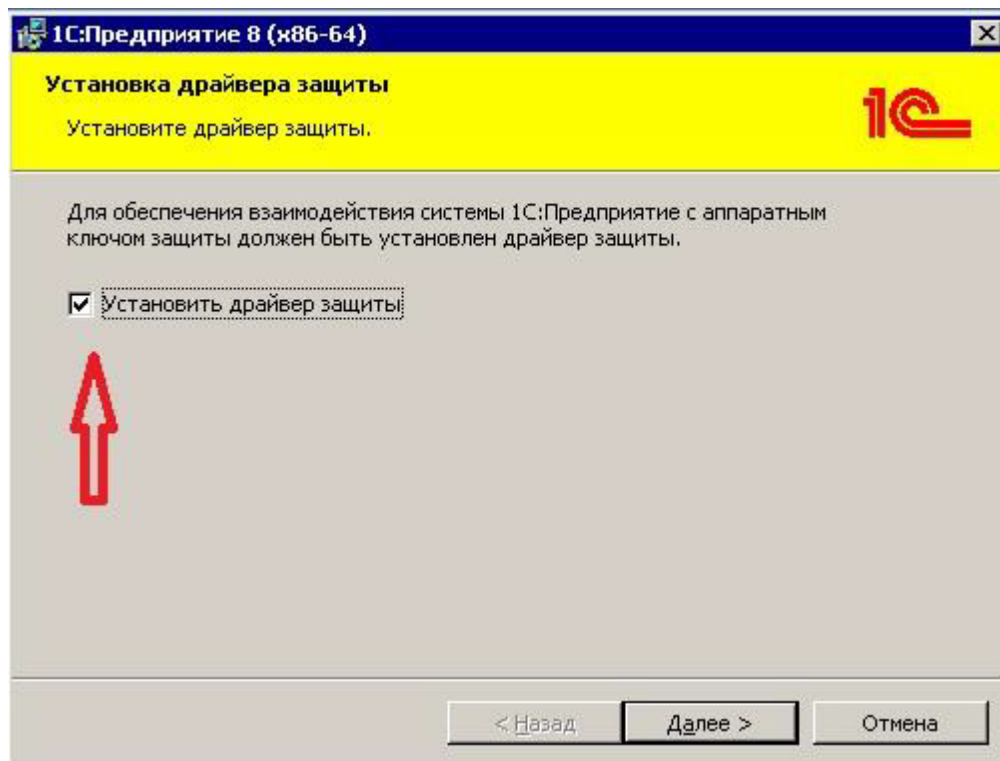 1С:Предприятие 8 (x86-64)
Установка драйвера защиты
Установите драйвер защиты.
1С
Для обеспечения взаимодействия системы 1С:Предприятие с аппаратным
ключом защиты должен быть установлен драйвер защиты.
Установить драйвер защиты
< Назад
Далее >
Отмена